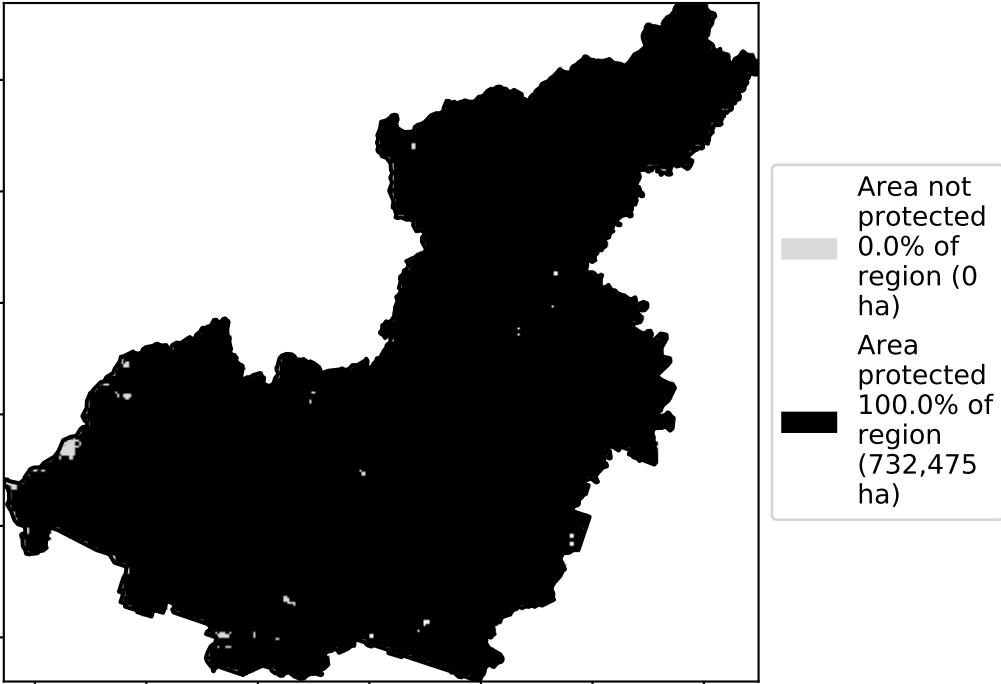 Area not
protected
0.0% of
region (0
ha)
Area
protected
100.0% of
region
(732,475
ha)